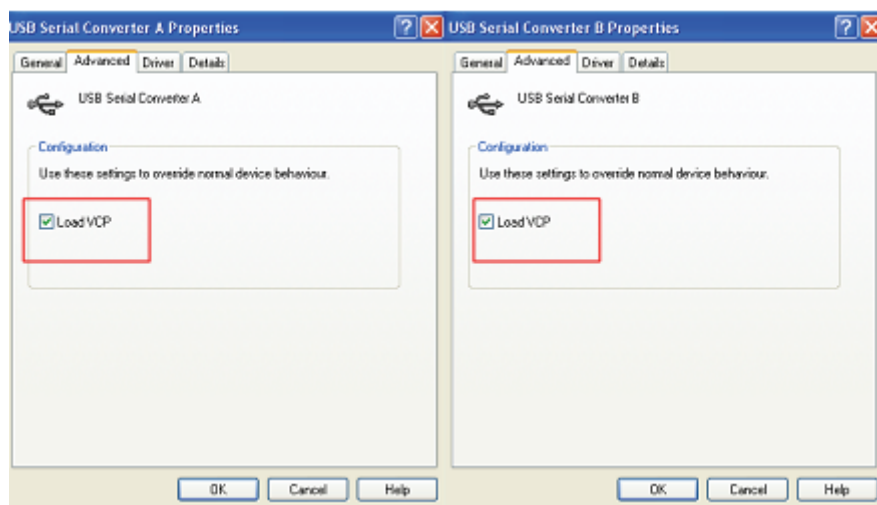 USB Serial Converter A Properties
General Advanced Driver Details
USB Serial Converter A
Configuration
Use these settings to override normal device behaviour.
Load VCP
OK Cancel Help
USB Serial Converter B Properties
General Advanced Driver Details
USB Serial Converter B
Configuration
Use these settings to override normal device behaviour.
Load VCP
OK Cancel Help